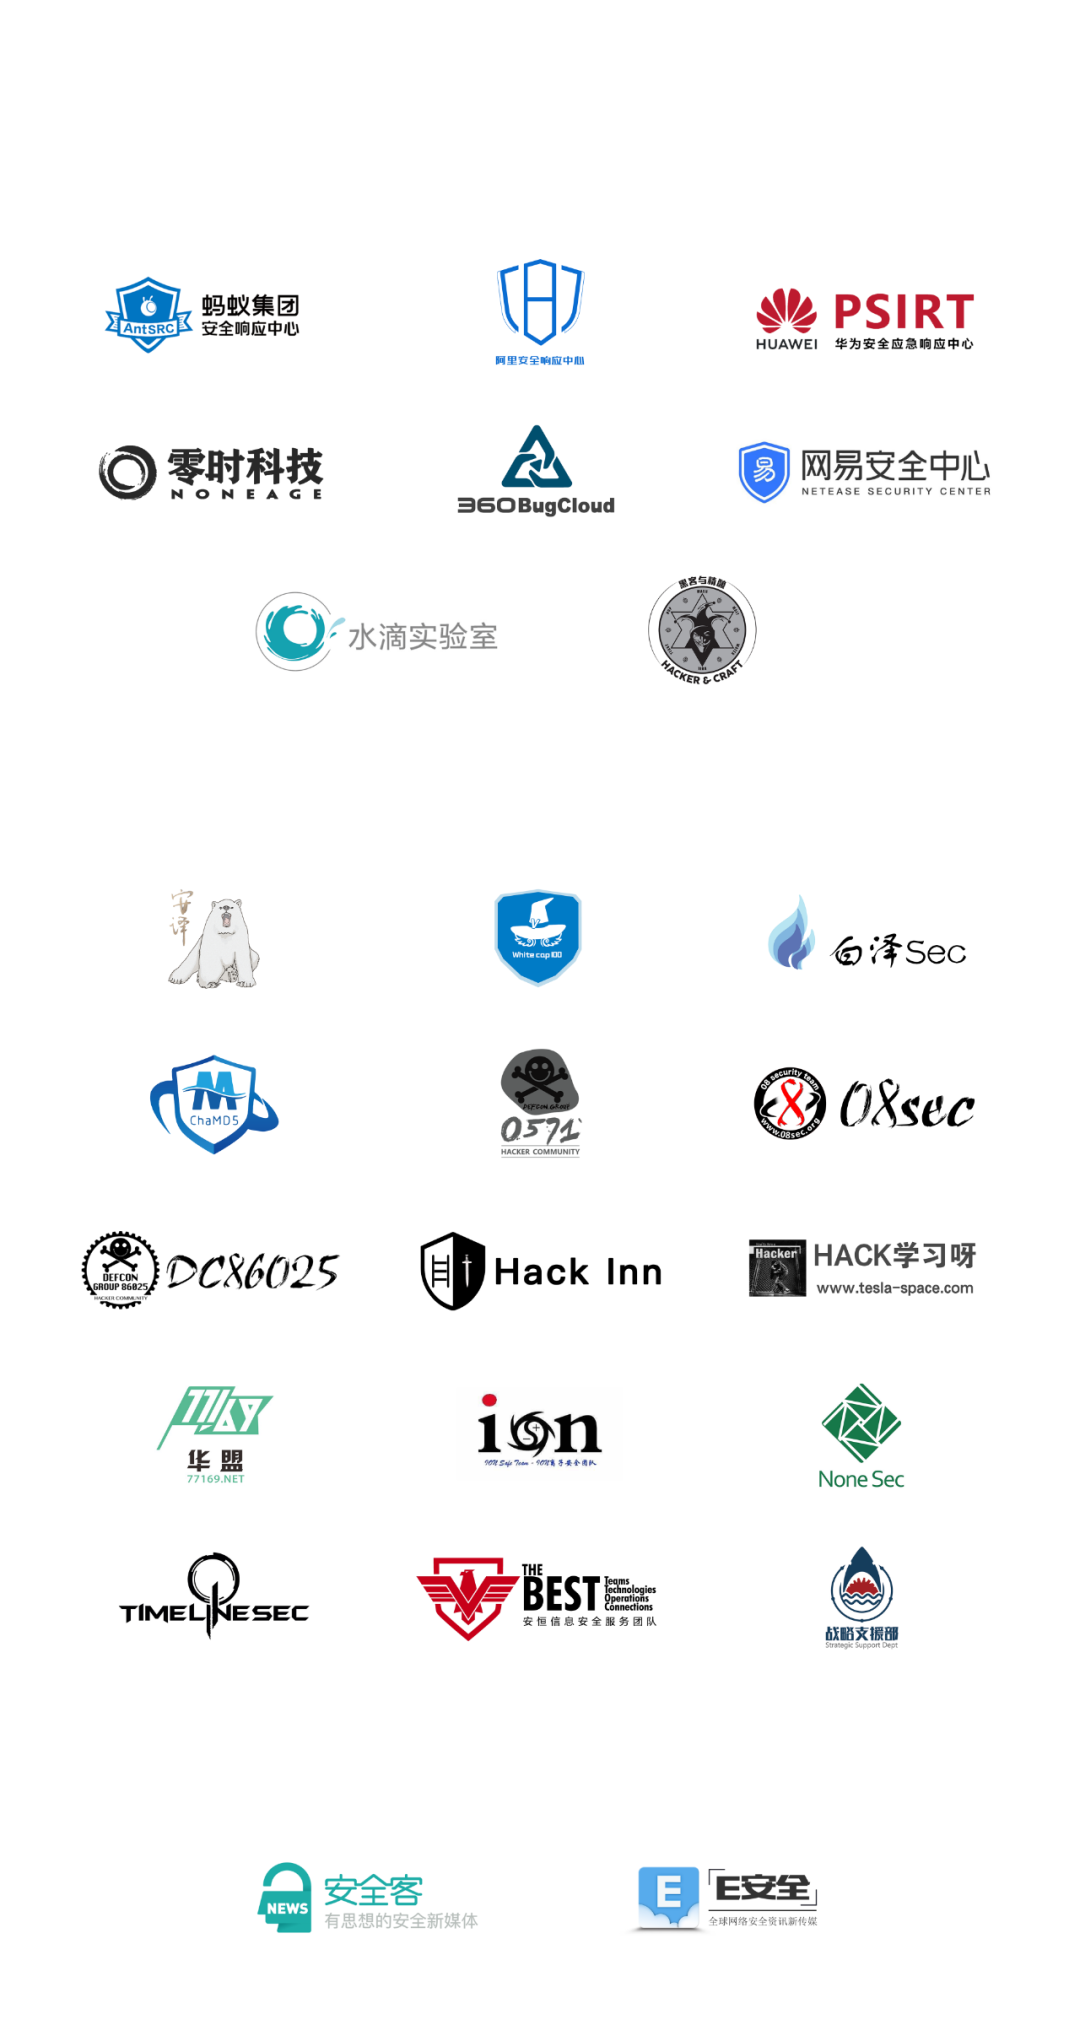 AntSRC
蚂蚁集团
安全响应中心
阿里安全响应中心
HUAWEI
PSIRT
华为安全应急响应中心
零时科技
NONEAGE
360BugCloud
易
网易安全中心
NETEASE SECURITY CENTER
水滴实验室
黑客与精酿
HACKER & CRAFT
安译
White cap 100
白泽Sec
ChaMD5
DEFCON GROUP
0571
HACKER COMMUNITY
08 security team
www.08sec.org
08sec
DEFCON
GROUP 86025
HACKER COMMUNITY
DC86025
Hack Inn
Hacker
HACK学习呀
www.tesla-space.com
77169
华盟
77169.NET
ion
ION Safe Team - ION离子安全团队
None Sec
TIMELINESEC
THE
BEST
Teams
Technologies
Operations
Connections
安恒信息安全服务团队
战略支援部
Strategic Support Dept
NEWS
安全客
有思想的安全新媒体
E
「E安全」
全球网络安全资讯新传媒